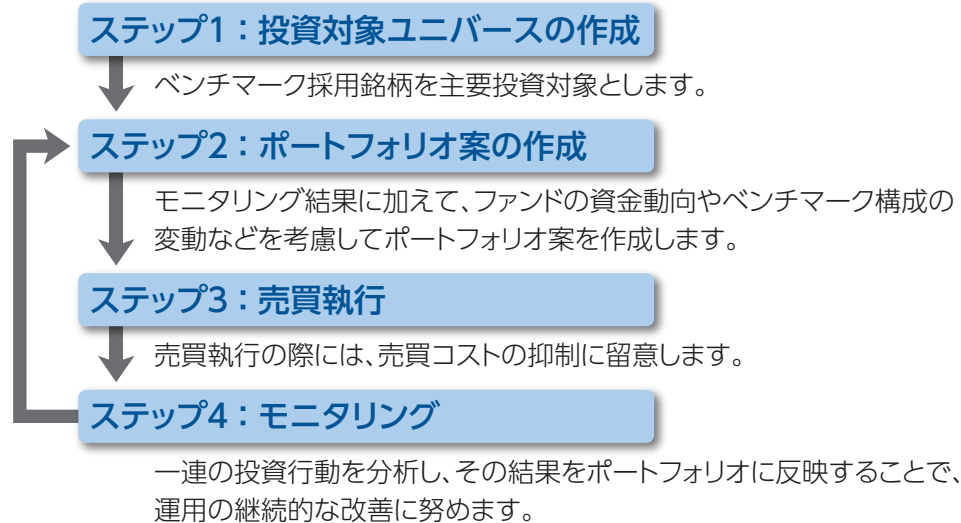 ステップ1：投資対象ユニバースの作成
ベンチマーク採用銘柄を主要投資対象とします。
ステップ2：ポートフォリオ案の作成
モニタリング結果に加えて、ファンドの資金動向やベンチマーク構成の
変動などを考慮してポートフォリオ案を作成します。
ステップ3：売買執行
売買執行の際には、売買コストの抑制に留意します。
ステップ4：モニタリング
一連の投資行動を分析し、その結果をポートフォリオに反映することで、
運用の継続的な改善に努めます。